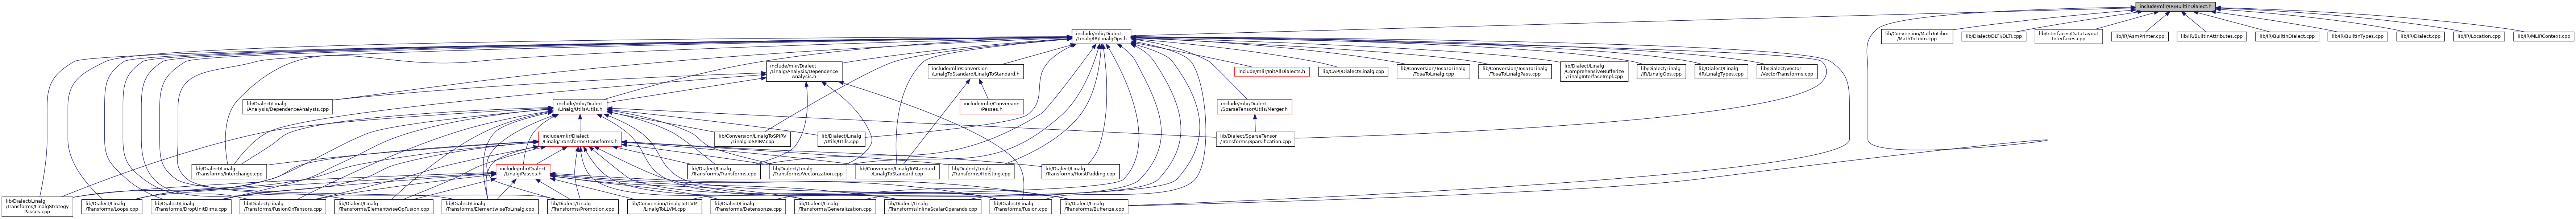 include/mlir/IR/BuiltinDialect.h
include/mlir/Dialect
/Linalg/IR/LinalgOps.h
lib/Conversion/MathToLibm
/MathToLibm.cpp
lib/Dialect/DLTI/DLTI.cpp
lib/Interfaces/DataLayout
Interfaces.cpp
lib/IR/AsmPrinter.cpp
lib/IR/BuiltinAttributes.cpp
lib/IR/BuiltinDialect.cpp
lib/IR/BuiltinTypes.cpp
lib/IR/Dialect.cpp
lib/IR/Location.cpp
lib/IR/MLIRContext.cpp
include/mlir/Dialect
/Linalg/Analysis/Dependence
Analysis.h
include/mlir/Conversion
/LinalgToStandard/LinalgToStandard.h
include/mlir/InitAllDialects.h
lib/CAPI/Dialect/Linalg.cpp
lib/Conversion/TosaToLinalg
/TosaToLinalg.cpp
lib/Conversion/TosaToLinalg
/TosaToLinalgPass.cpp
lib/Dialect/Linalg
/ComprehensiveBufferize
/LinalgInterfaceImpl.cpp
lib/Dialect/Linalg
/IR/LinalgOps.cpp
lib/Dialect/Linalg
/IR/LinalgTypes.cpp
lib/Dialect/Vector
/VectorTransforms.cpp
lib/Dialect/Linalg
/Analysis/DependenceAnalysis.cpp
include/mlir/Dialect
/Linalg/Utils/Utils.h
include/mlir/Conversion
/Passes.h
include/mlir/Dialect
/SparseTensor/Utils/Merger.h
include/mlir/Dialect
/Linalg/Transforms/Transforms.h
lib/Conversion/LinalgToSPIRV
/LinalgToSPIRV.cpp
lib/Dialect/Linalg
/Utils/Utils.cpp
lib/Dialect/SparseTensor
/Transforms/Sparsification.cpp
lib/Dialect/Linalg
/Transforms/Interchange.cpp
include/mlir/Dialect
/Linalg/Passes.h
lib/Dialect/Linalg
/Transforms/Transforms.cpp
lib/Dialect/Linalg
/Transforms/Vectorization.cpp
lib/Conversion/LinalgToStandard
/LinalgToStandard.cpp
lib/Dialect/Linalg
/Transforms/Hoisting.cpp
lib/Dialect/Linalg
/Transforms/HoistPadding.cpp
lib/Dialect/Linalg
/Transforms/LinalgStrategy
Passes.cpp
lib/Dialect/Linalg
/Transforms/Loops.cpp
lib/Dialect/Linalg
/Transforms/DropUnitDims.cpp
lib/Dialect/Linalg
/Transforms/FusionOnTensors.cpp
lib/Dialect/Linalg
/Transforms/ElementwiseOpFusion.cpp
lib/Dialect/Linalg
/Transforms/ElementwiseToLinalg.cpp
lib/Dialect/Linalg
/Transforms/Promotion.cpp
lib/Conversion/LinalgToLLVM
/LinalgToLLVM.cpp
lib/Dialect/Linalg
/Transforms/Detensorize.cpp
lib/Dialect/Linalg
/Transforms/Generalization.cpp
lib/Dialect/Linalg
/Transforms/InlineScalarOperands.cpp
lib/Dialect/Linalg
/Transforms/Fusion.cpp
lib/Dialect/Linalg
/Transforms/Bufferize.cpp